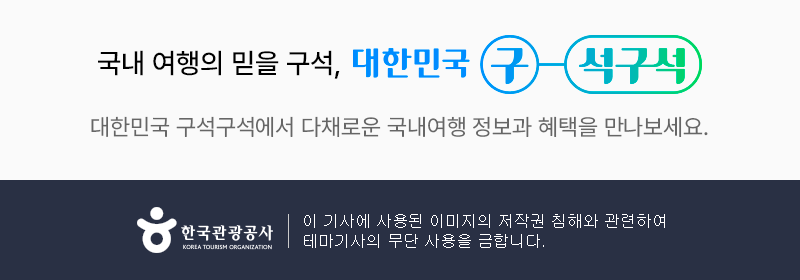 국내 여행의 믿을 구석, 대한민국 구석구석
대한민국 구석구석에서 다채로운 국내여행 정보과 혜택을 만나보세요.
한국관광공사
KOREA TOURISM ORGANIZATION
이 기사에 사용된 이미지의 저작권 침해와 관련하여
테마기사의 무단 사용을 금합니다.